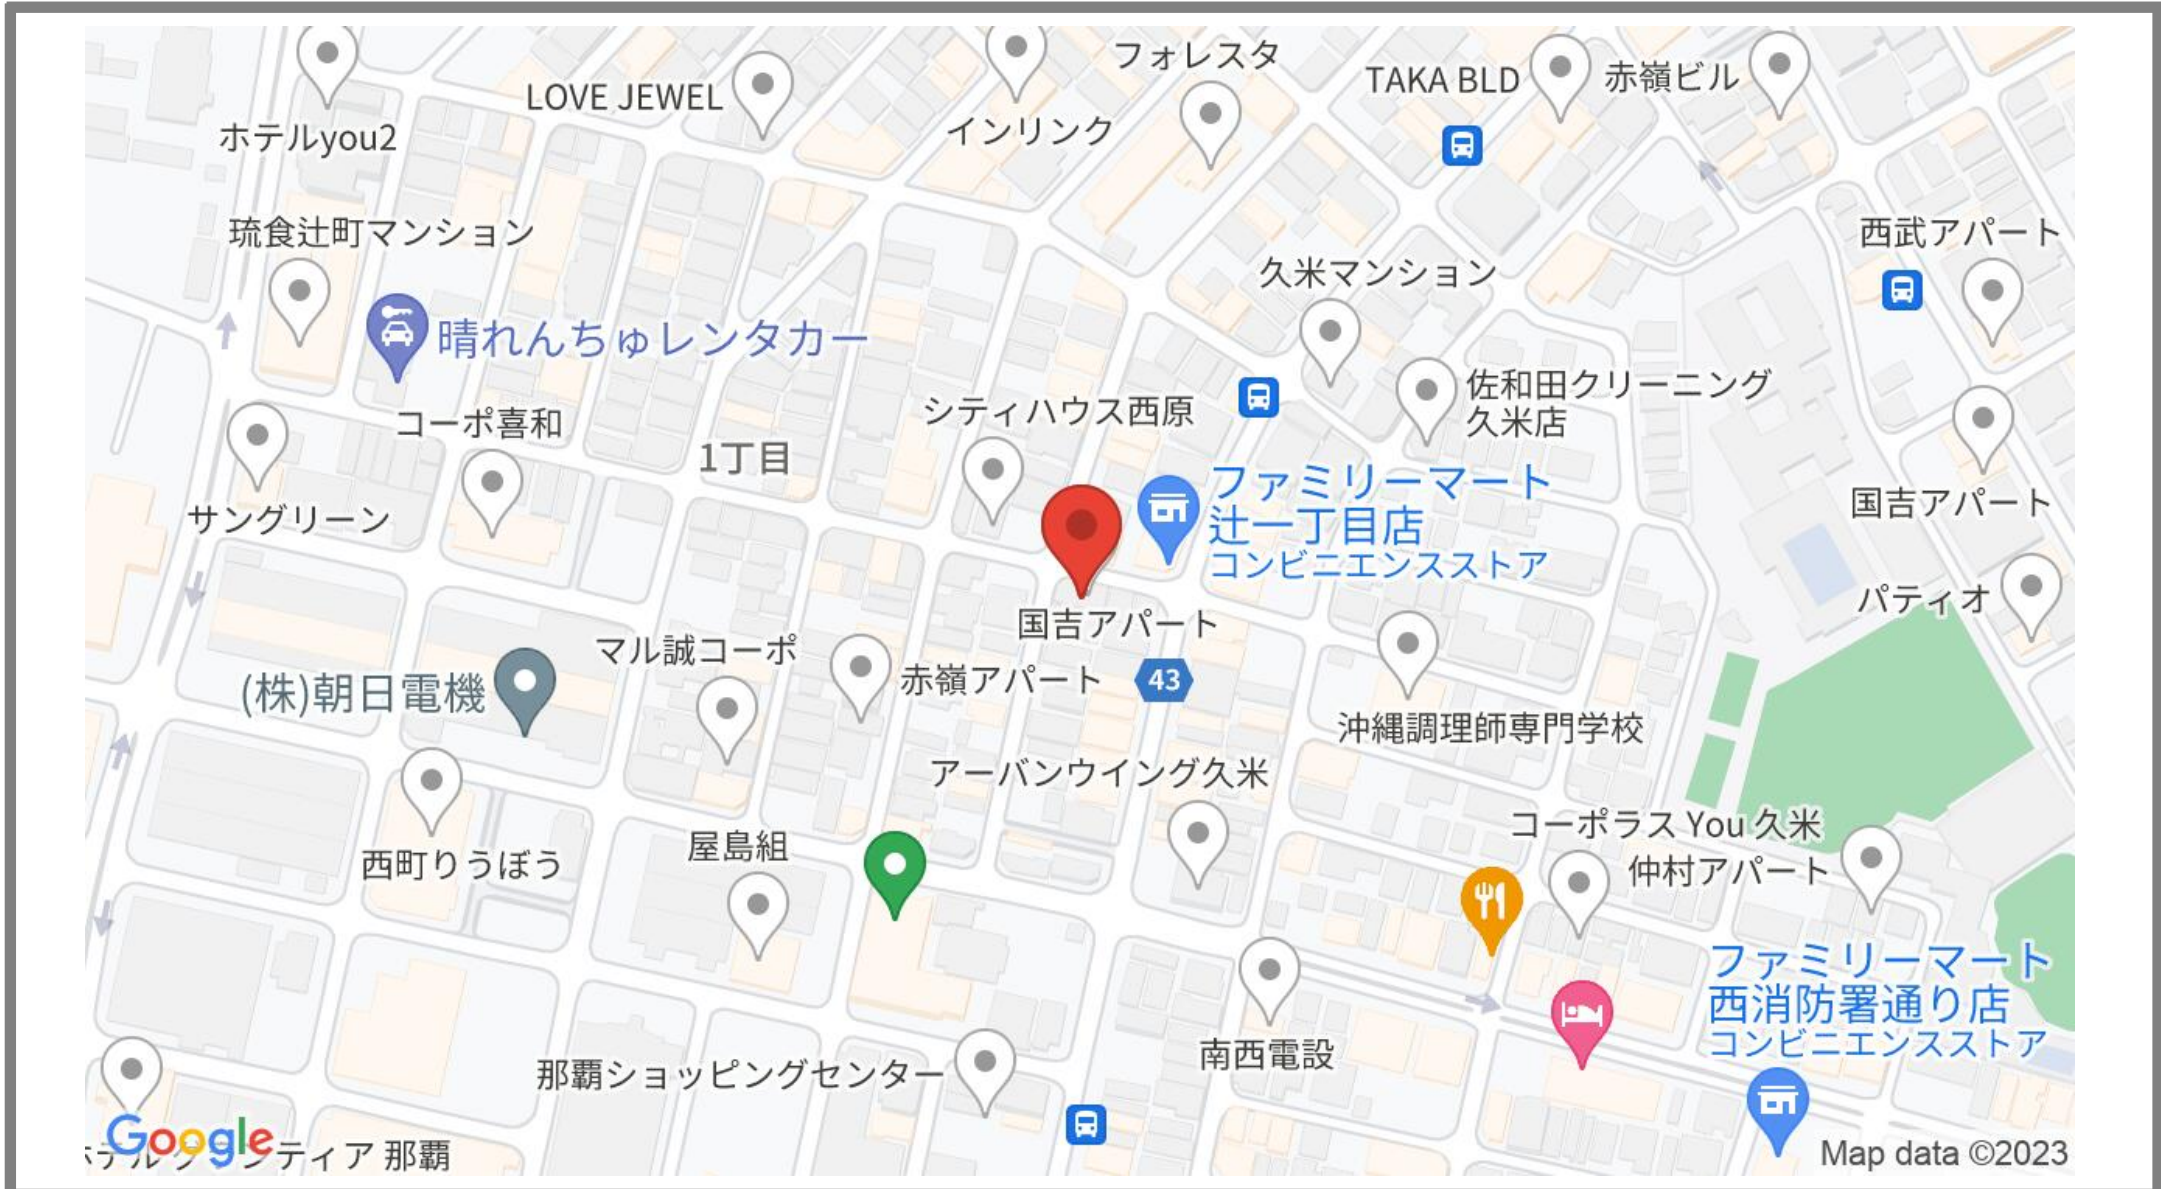 フォレスタ
TAKA BLD
赤嶺ビル
LOVE JEWEL
インリンク
ホテルyou2
琉食辻町マンション
西武アパート
久米マンション
晴れんちゅレンタカー
佐和田クリーニング
久米店
シティハウス西原
コーポ喜和
1丁目
ファミリーマート
辻一丁目店
コンビニエンスストア
国吉アパート
サングリーン
パティオ
国吉アパート
マル誠コーポ
赤嶺アパート
43
(株)朝日電機
沖縄調理師専門学校
アーバンウイング久米
コーポラス You 久米
屋島組
西町りうぼう
仲村アパート
ファミリーマート
西消防署通り店
コンビニエンスストア
南西電設
那覇ショッピングセンター
Google
ティア 那覇
Map data ©2023